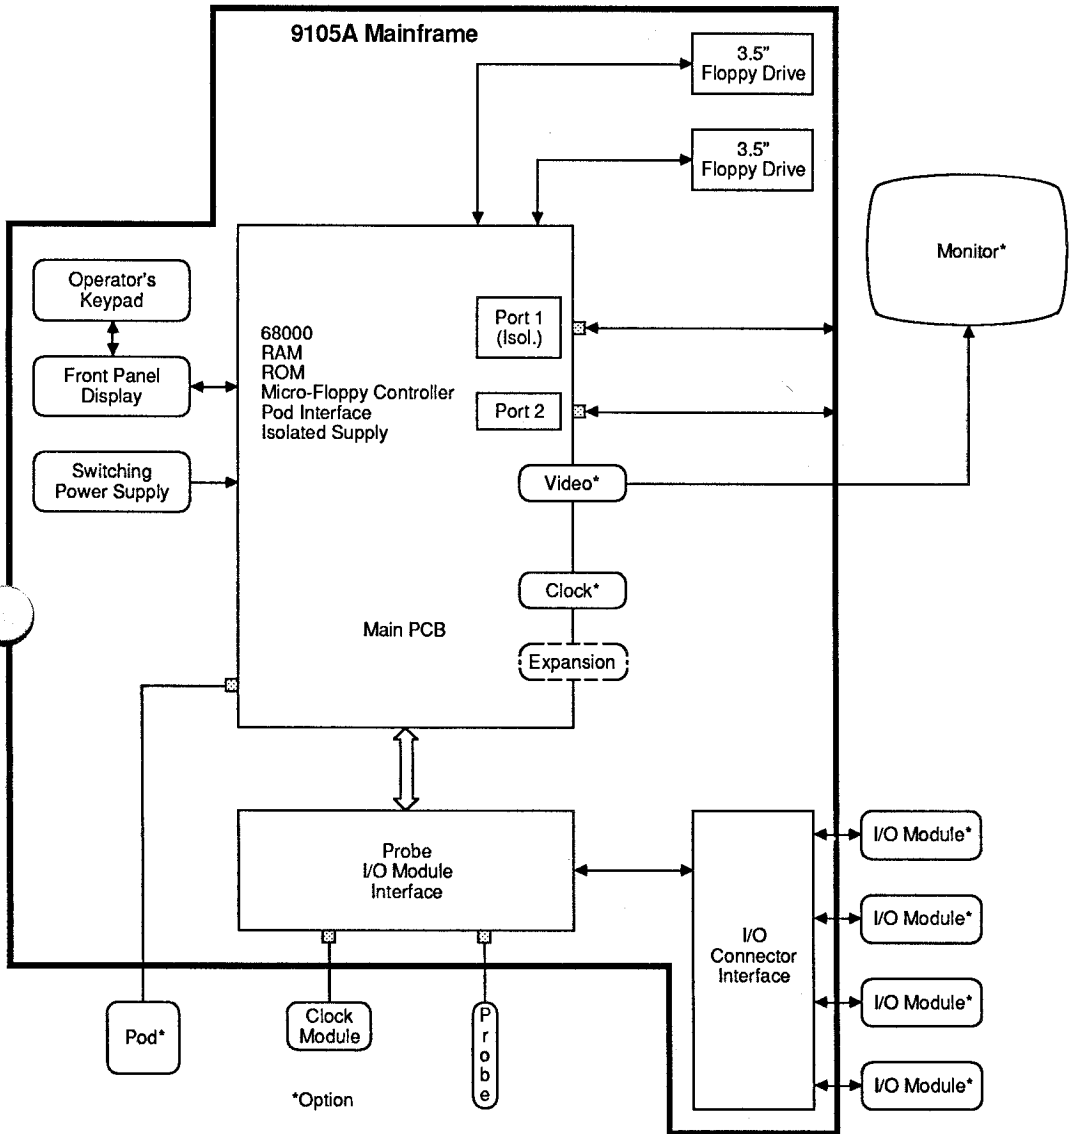 9105A Mainframe
3.5"
Floppy Drive
3.5"
Floppy Drive
Monitor*
Operator's
Keypad
Front Panel
Display
Switching
Power Supply
68000
RAM
ROM
Micro-Floppy Controller
Pod Interface
Isolated Supply
Port 1
(Isol.)
Port 2
Video*
Clock*
Expansion
Main PCB
Probe
I/O Module
Interface
I/O
Connector
Interface
I/O Module*
I/O Module*
I/O Module*
I/O Module*
Pod*
Clock
Module
Probe
*Option